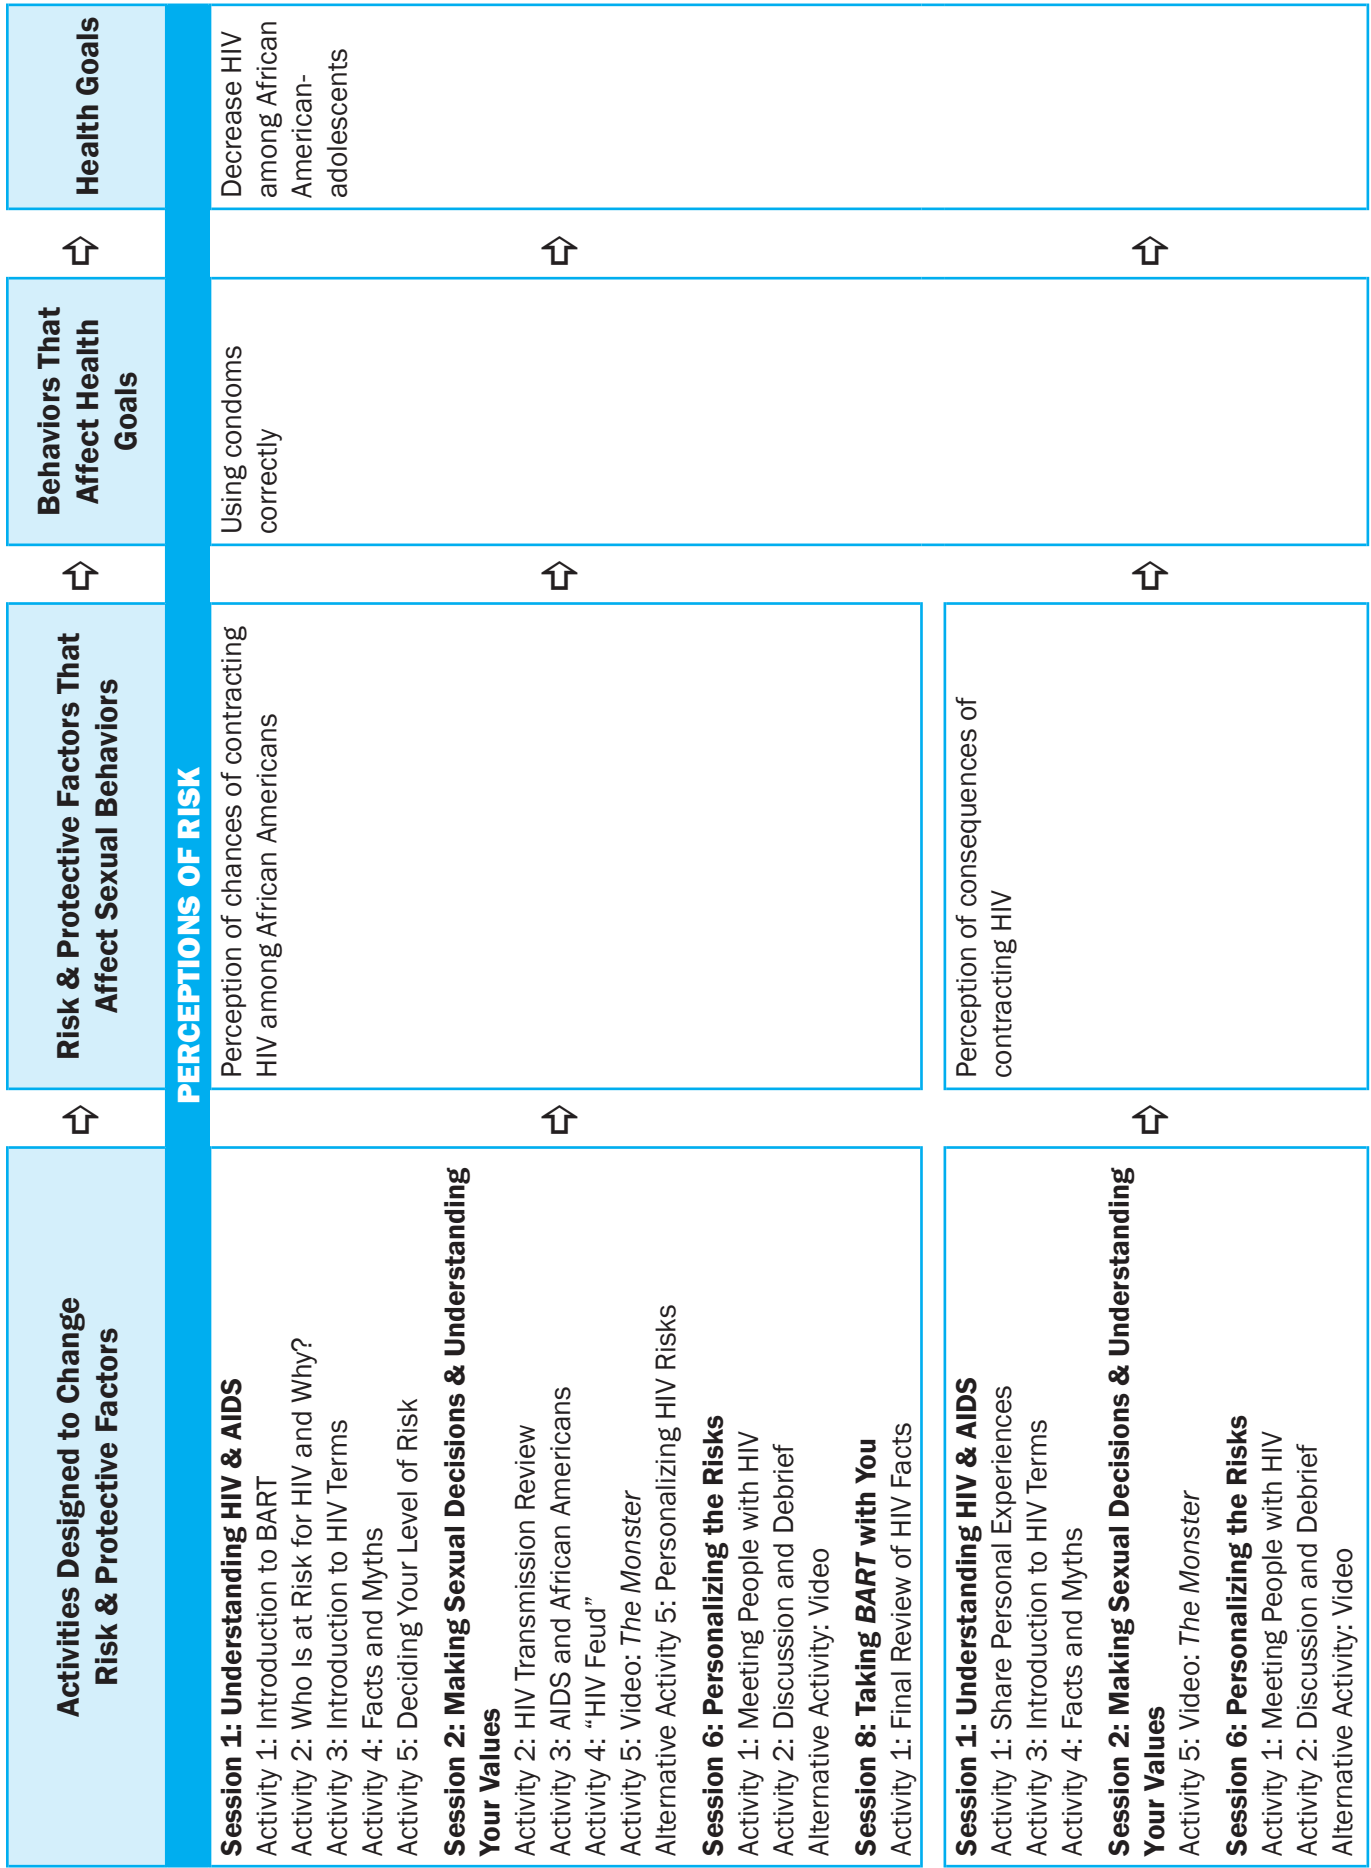 Activities Designed to Change
Risk & Protective Factors
Risk & Protective Factors That
Affect Sexual Behaviors
Behaviors That
Affect Health
Goals
Health Goals
PERCEPTIONS OF RISK
Session 1: Understanding HIV & AIDS
Activity 1: Introduction to BART
Activity 2: Who Is at Risk for HIV and Why?
Activity 3: Introduction to HIV Terms
Activity 4: Facts and Myths
Activity 5: Deciding Your Level of Risk
Session 2: Making Sexual Decisions & Understanding
Your Values
Activity 2: HIV Transmission Review
Activity 3: AIDS and African Americans
Activity 4: “HIV Feud”
Activity 5: Video: The Monster
Alternative Activity 5: Personalizing HIV Risks
Session 6: Personalizing the Risks
Activity 1: Meeting People with HIV
Activity 2: Discussion and Debrief
Alternative Activity: Video
Session 8: Taking BART with You
Activity 1: Final Review of HIV Facts
Perception of chances of contracting
HIV among African Americans
Using condoms
correctly
Decrease HIV
among African
American-
adolescents
Session 1: Understanding HIV & AIDS
Activity 1: Share Personal Experiences
Activity 3: Introduction to HIV Terms
Activity 4: Facts and Myths
Session 2: Making Sexual Decisions & Understanding
Your Values
Activity 5: Video: The Monster
Session 6: Personalizing the Risks
Activity 1: Meeting People with HIV
Activity 2: Discussion and Debrief
Alternative Activity: Video
Perception of consequences of
contracting HIV